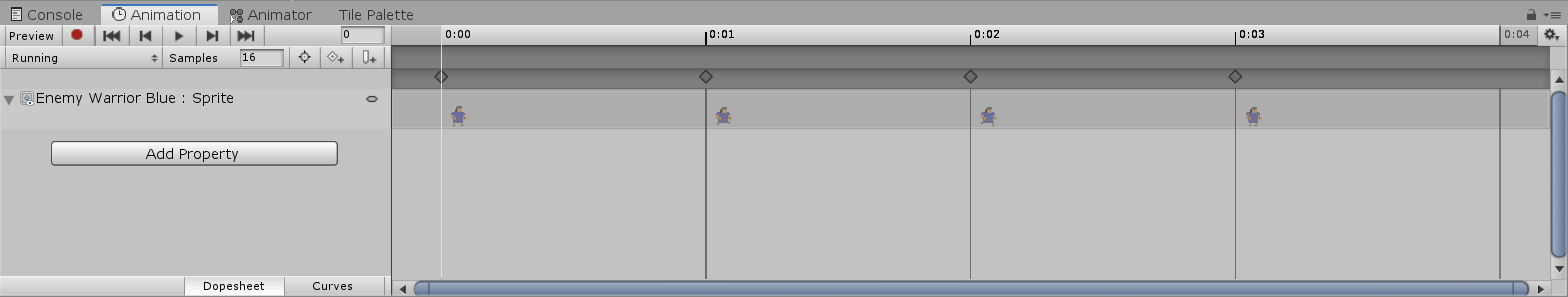 Console Animation Animator Tile Palette
Preview 0 0:00 0:01 0:02 0:03 0:04
Running Samples 16
Enemy Warrior Blue : Sprite
Add Property
Dopesheet Curves